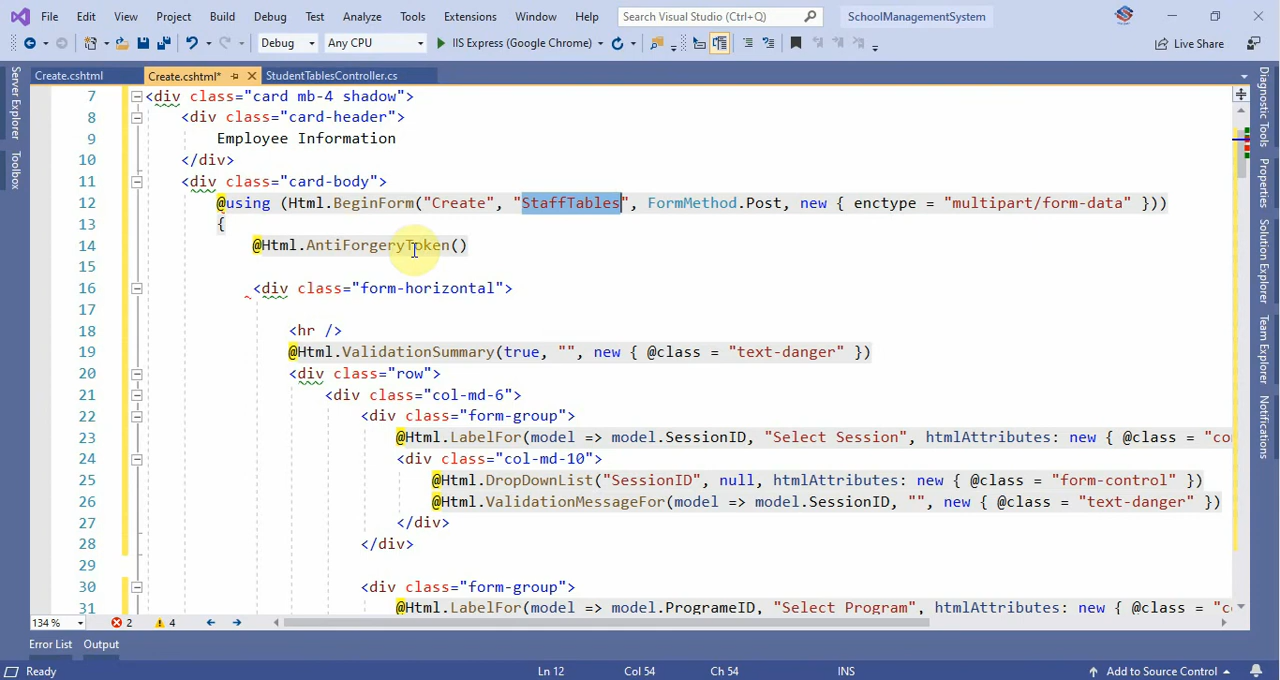 File Edit View Project Build Debug Test Analyze Tools Extensions Window Help Search Visual Studio (Ctrl+Q) SchoolManagementSystem
Debug Any CPU IIS Express (Google Chrome) Live Share
Create.cshtml Create.cshtml* StudentTablesController.cs
Server Explorer
Toolbox
7 <div class="card mb-4 shadow">
8 <div class="card-header">
9 Employee Information
10 </div>
11 <div class="card-body">
12 @using (Html.BeginForm("Create", "StaffTables", FormMethod.Post, new { enctype = "multipart/form-data" }))
13 {
14 @Html.AntiForgeryToken()
15
16 <div class="form-horizontal">
17
18 <hr />
19 @Html.ValidationSummary(true, "", new { @class = "text-danger" })
20 <div class="row">
21 <div class="col-md-6">
22 <div class="form-group">
23 @Html.LabelFor(model => model.SessionID, "Select Session", htmlAttributes: new { @class = "co
24 <div class="col-md-10">
25 @Html.DropDownList("SessionID", null, htmlAttributes: new { @class = "form-control" })
26 @Html.ValidationMessageFor(model => model.SessionID, "", new { @class = "text-danger" })
27 </div>
28 </div>
29
30 <div class="form-group">
31 @Html.LabelFor(model => model.ProgrameID, "Select Program", htmlAttributes: new { @class = "c
Diagnostic Tools
Properties
Solution Explorer
Team Explorer
Notifications
134 % 2 4
Error List Output
Ready Ln 12 Col 54 Ch 54 INS Add to Source Control